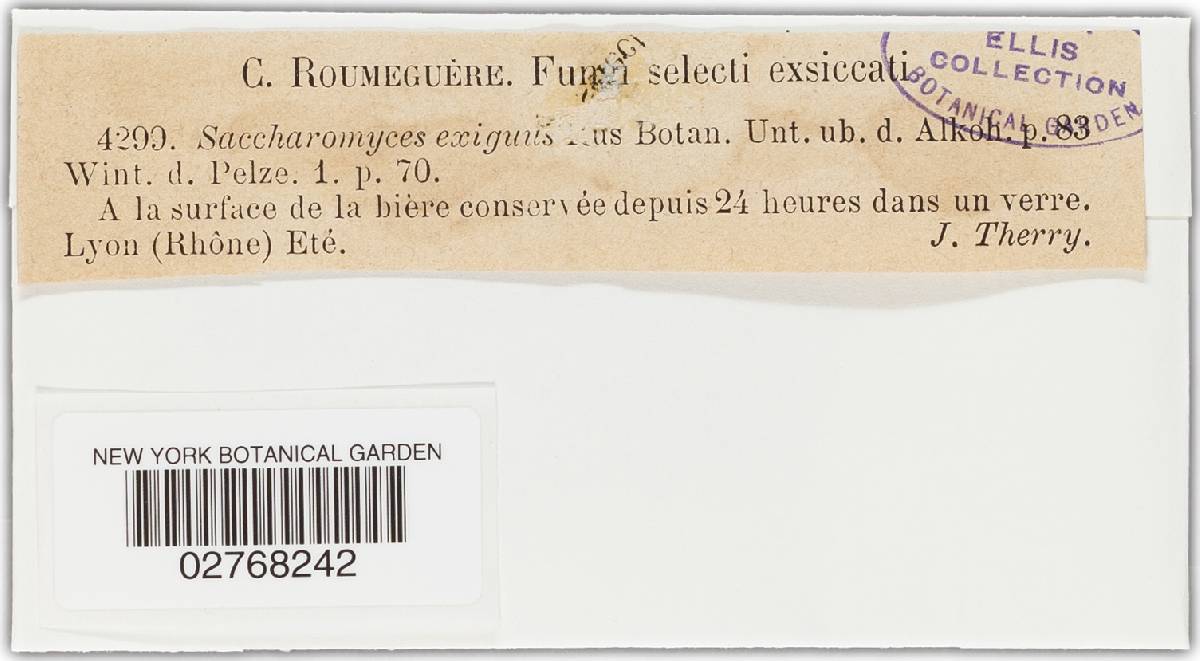 C. ROUMEGUÈRE. Fungi selecti exsiccati
ELLIS
COLLECTION
BOTANICAL GARDEN
4299. Saccharomyces exiguus Botan. Unt. ub. d. Alkoh. p. 83
Wint. d. Pelze. 1. p. 70.
A la surface de la bière conservée depuis 24 heures dans un verre.
Lyon (Rhône) Eté. J. Therry.
NEW YORK BOTANICAL GARDEN
02768242